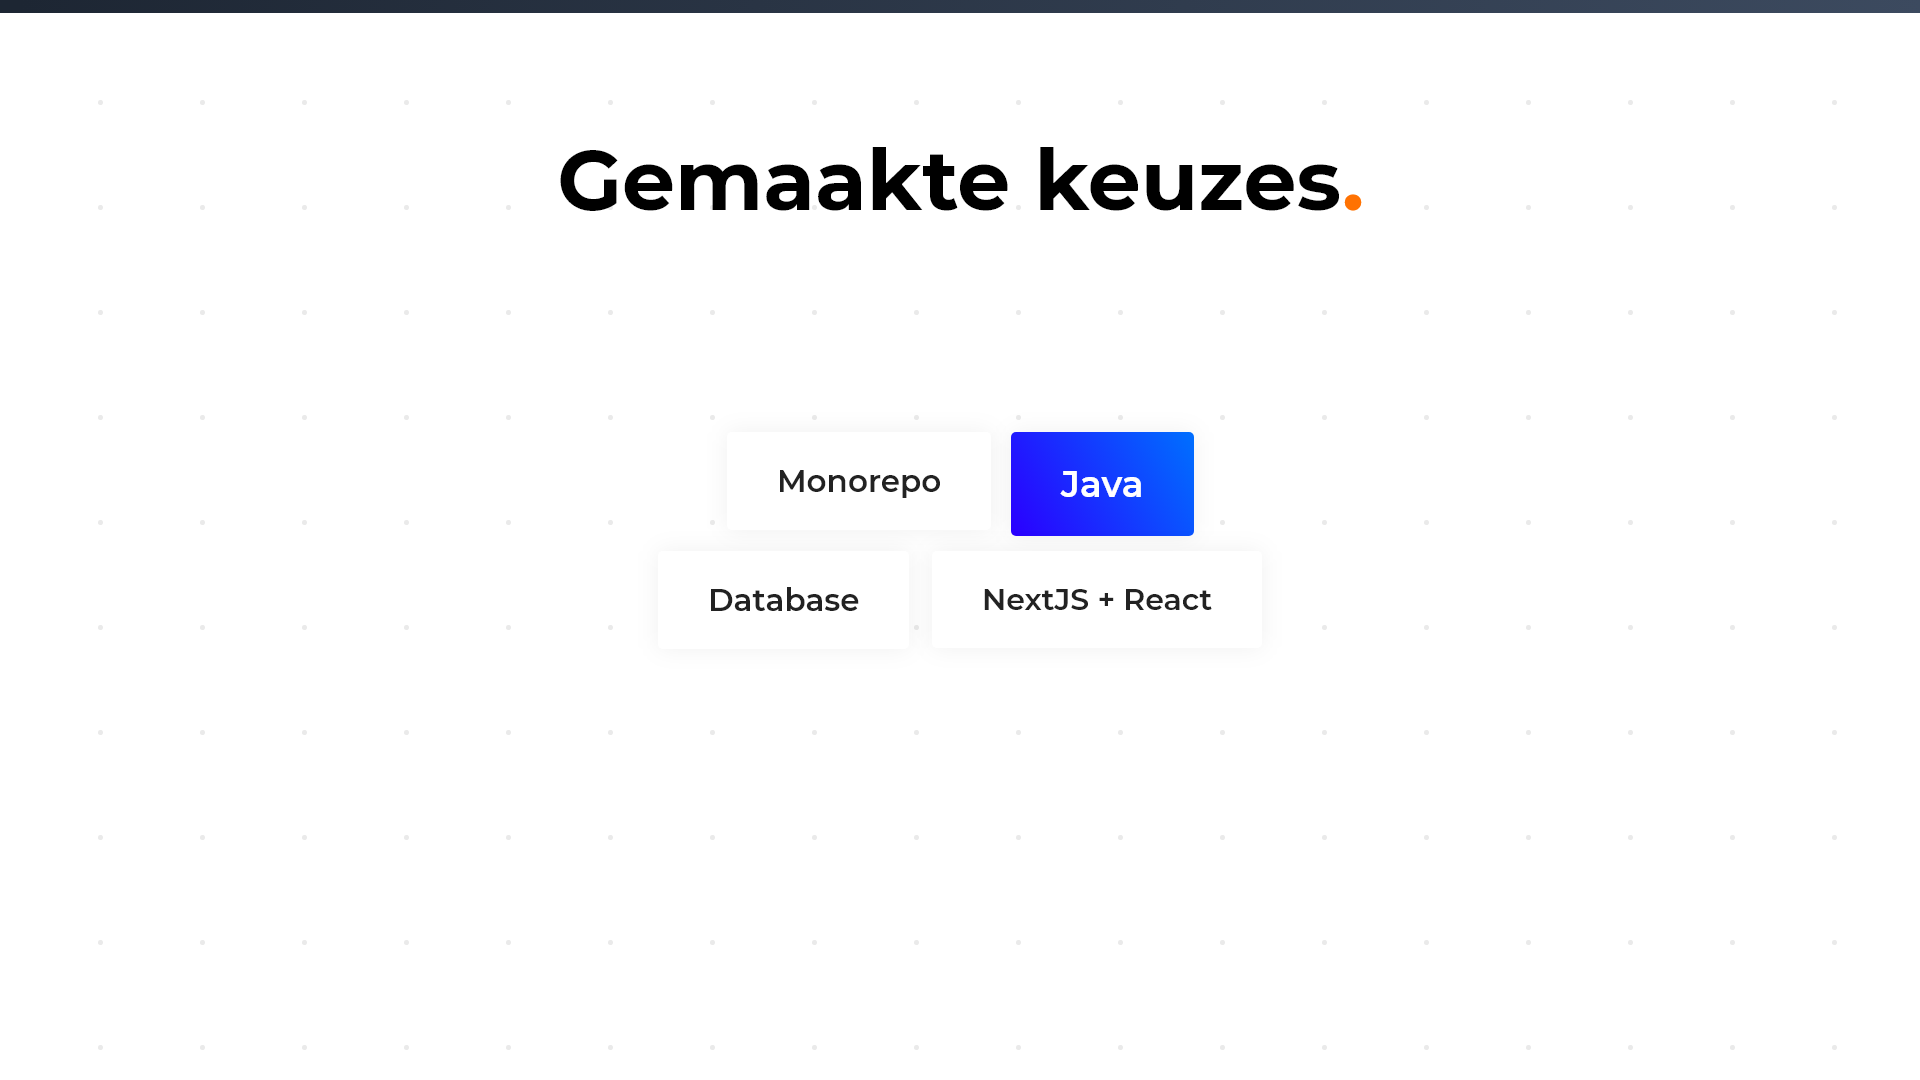 Gemaakte keuzes.
Monorepo
Java
Database
NextJS + React